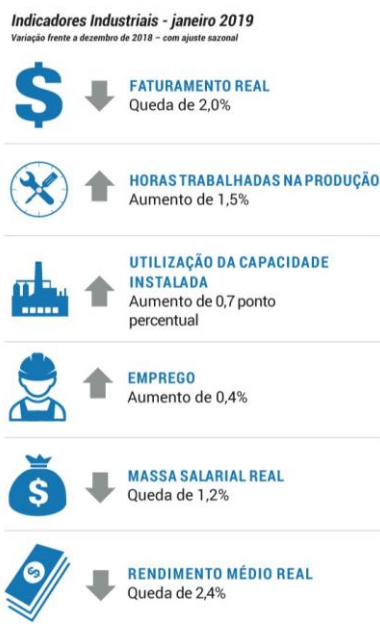 Indicadores Industriais - janeiro 2019
Variação frente a dezembro de 2018 – com ajuste sazonal
$
FATURAMENTO REAL
Queda de 2,0%
HORAS TRABALHADAS NA PRODUÇÃO
Aumento de 1,5%
UTILIZAÇÃO DA CAPACIDADE
INSTALADA
Aumento de 0,7 ponto
percentual
EMPREGO
Aumento de 0,4%
$
MASSA SALARIAL REAL
Queda de 1,2%
$
RENDIMENTO MÉDIO REAL
Queda de 2,4%